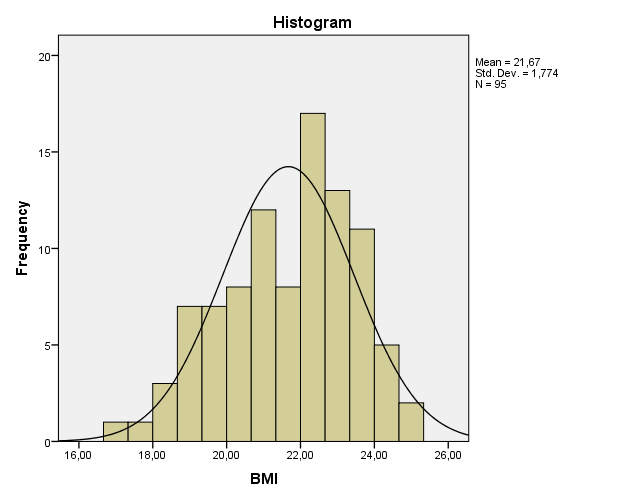 Histogram
Mean = 21,67
Std. Dev. = 1,774
N = 95
20
15
10
5
0
Frequency
16,00 18,00 20,00 22,00 24,00 26,00
BMI